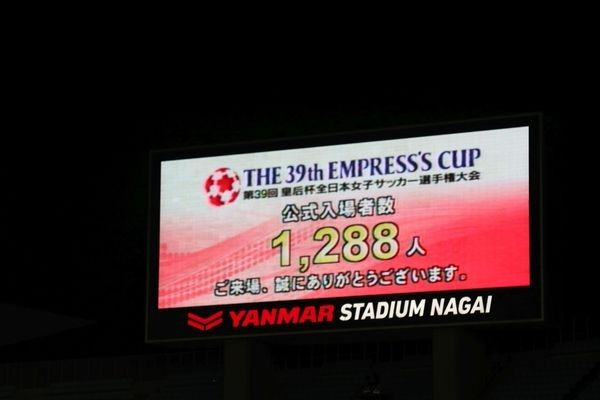 THE 39th EMPRESS'S CUP
第39回 皇后杯全日本女子サッカー選手権大会
公式入場者数
1,288人
ご来場、誠にありがとうございます。
YANMAR STADIUM NAGAI